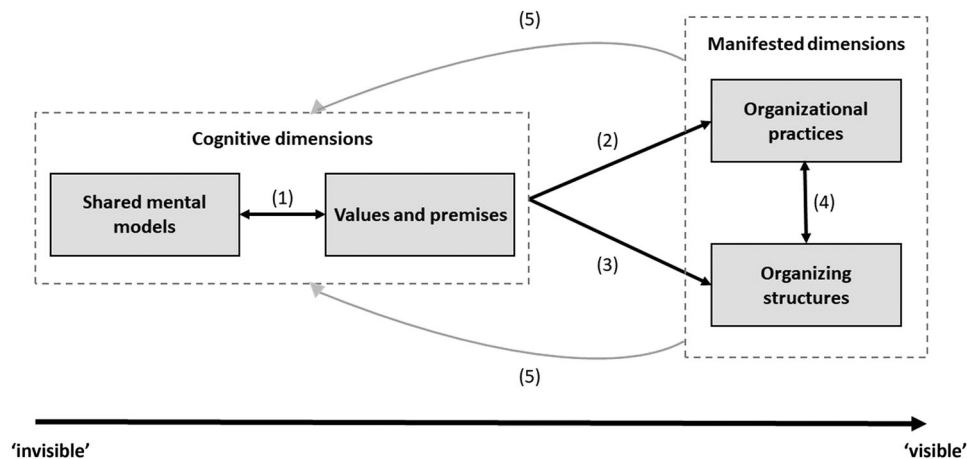 (5)
Manifested dimensions
Organizational
practices
Cognitive dimensions
(2)
Shared mental
models
(1)
Values and premises
(4)
(3)
Organizing
structures
(5)
‘invisible’
‘visible’